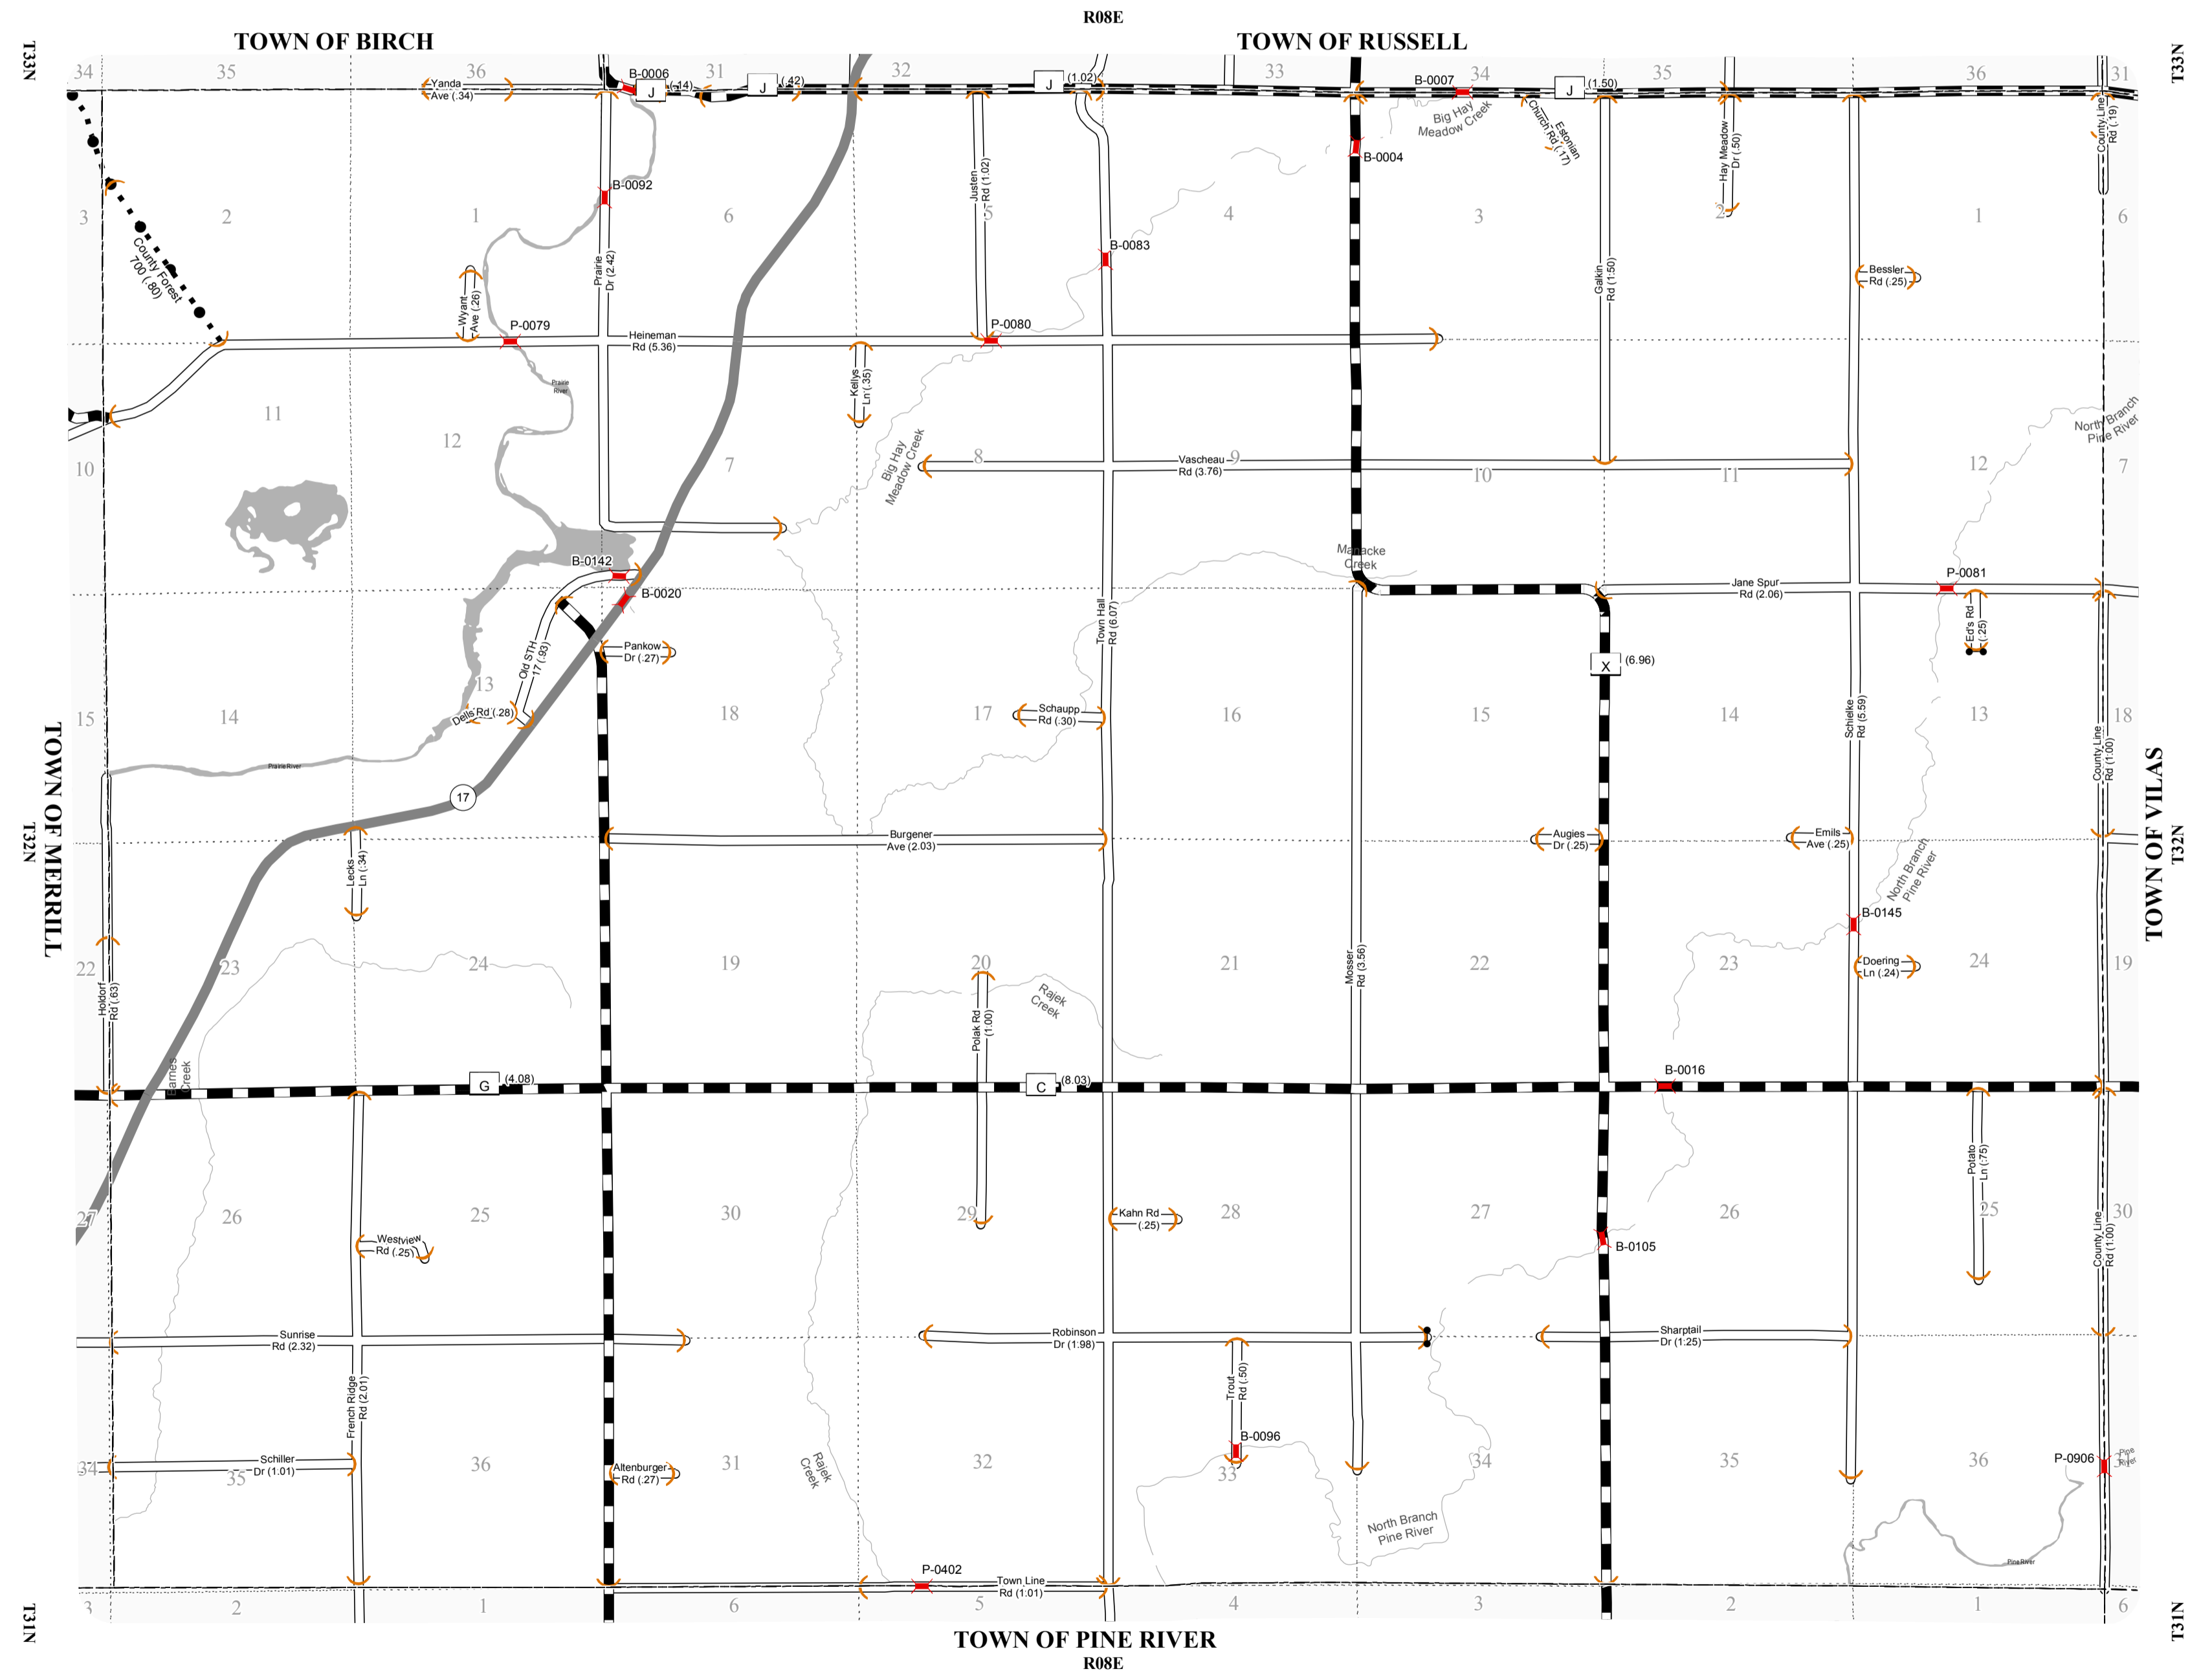 R08E
TOWN OF BIRCH
TOWN OF RUSSELL
T33N
T33N
34
35
36
31
32
33
34
35
36
31
Yanda
Ave (.34)
B-0006
J
(.14)
J
(.42)
J
(1.02)
B-0007
J
(1.50)
Big Hay
Meadow Creek
Estonian
Church Rd (.17)
County Line
Rd (.19)
B-0004
Hay Meadow
Dr (.50)
Justen
Rd (1.02)
B-0092
3
2
1
6
5
4
3
2
1
6
County Forest
700 (.80)
Prairie
Dr (2.42)
B-0083
Galkin
Rd (1.50)
Bessler
Rd (.25)
Wyant
Ave (.26)
P-0079
Heineman
Rd (5.36)
P-0080
Kellys
Ln (.35)
Prairie
River
North Branch
Pine River
11
12
10
7
8
9
10
11
12
7
Big Hay
Meadow Creek
Vascheau
Rd (3.76)
Manacke
Creek
B-0142
B-0020
Jane Spur
Rd (2.06)
P-0081
Ed's Rd
(.25)
Town Hall
Rd (6.07)
Pankow
Dr (.27)
Old STH
17 (.93)
X
(6.96)
Schielke
Rd (5.59)
Dells Rd (.28)
Schaupp
Rd (.30)
15
14
13
18
17
16
15
14
13
18
County Line
Rd (1.00)
TOWN OF MERRILL
TOWN OF VILAS
T32N
T32N
Prairie River
17
Burgener
Ave (2.03)
Augies
Dr (.25)
Emils
Ave (.25)
Lecks
Ln (.34)
North Branch
Pine River
B-0145
22
23
24
19
20
21
22
23
24
19
Doering
Ln (.24)
Holdorf
Rd (.63)
Mosser
Rd (3.56)
Polak Rd
(1.00)
Rajek
Creek
Barnes
Creek
G
(4.08)
C
(8.03)
B-0016
Potato
Ln (.75)
27
26
25
30
29
28
27
26
25
30
Kahn Rd
(.25)
County Line
Rd (1.00)
Westview
Rd (.25)
B-0105
Sunrise
Rd (2.32)
Robinson
Dr (1.98)
Sharptail
Dr (1.25)
French Ridge
Rd (2.01)
Trout
Rd (.50)
B-0096
Schiller
Dr (1.01)
34
35
36
31
32
33
34
35
36
31
Altenburger
Rd (.27)
Rajek
Creek
P-0906
Pine
River
North Branch
Pine River
Pine River
P-0402
Town Line
Rd (1.01)
3
2
1
6
5
4
3
2
1
6
T31N
T31N
TOWN OF PINE RIVER
R08E